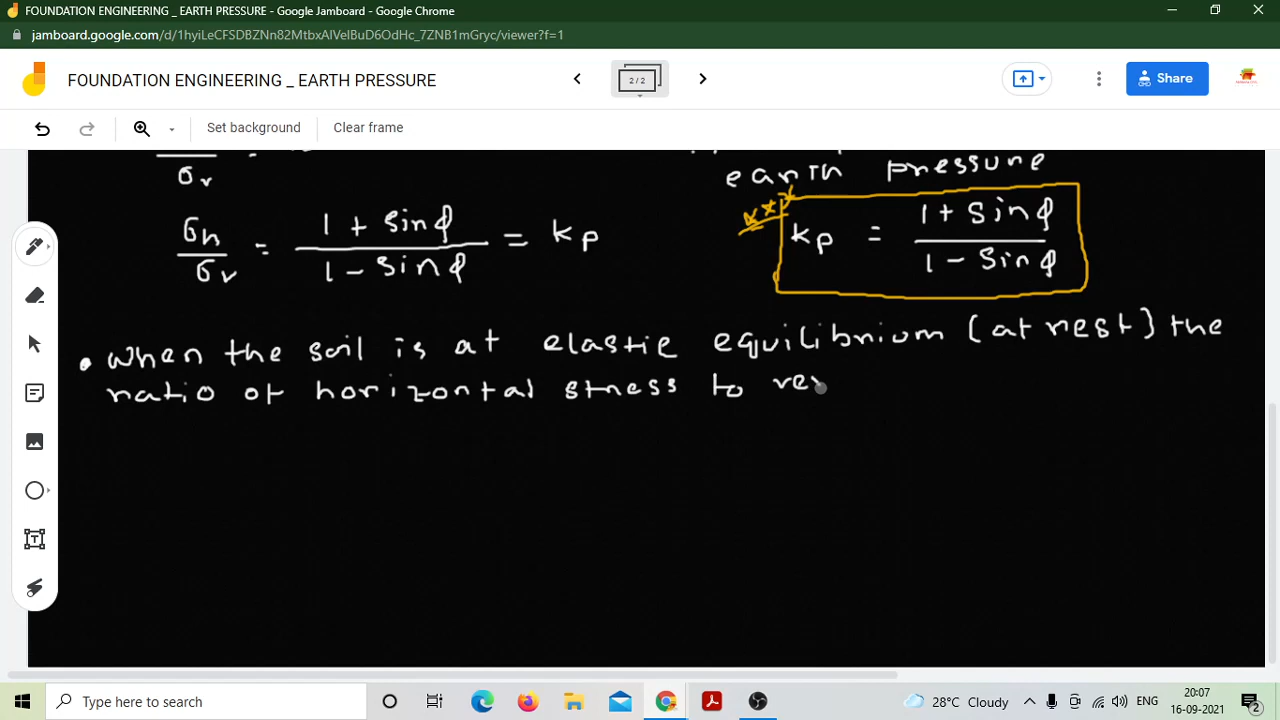 FOUNDATION ENGINEERING _ EARTH PRESSURE - Google Jamboard - Google Chrome
jamboard.google.com/d/1hyiLeCFSDBZNn82MtbxAlVelBuD6OdHc_7ZNB1mGryc/viewer?f=1
FOUNDATION ENGINEERING _ EARTH PRESSURE
2/2
Share
Set background
Clear frame
σv
earth pressure
σh/σv = (1 + sinφ)/(1 - sinφ) = kp
kp = (1 + sinφ)/(1 - sinφ)
• when the soil is at elastic equilibrium (at rest) the
ratio of horizontal stress to ver
Type here to search
28°C Cloudy
ENG
20:07
16-09-2021
2